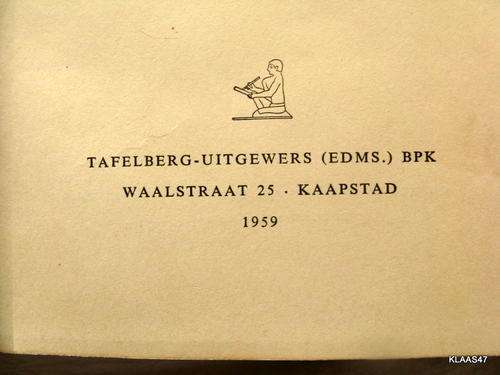 TAFELBERG-UITGEWERS (EDMS.) BPK
WAALSTRAAT 25 · KAAPSTAD
1959
KLAAS47